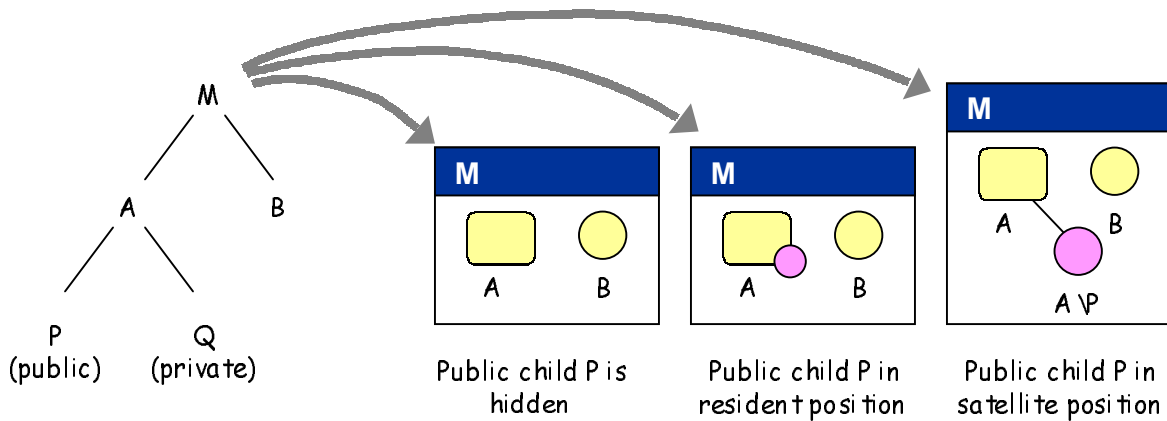 M
A
B
P
(public)
Q
(private)
M
A
B
Public child P is
hidden
M
A
B
Public child P in
resident position
M
A
B
A \P
Public child P in
satellite position